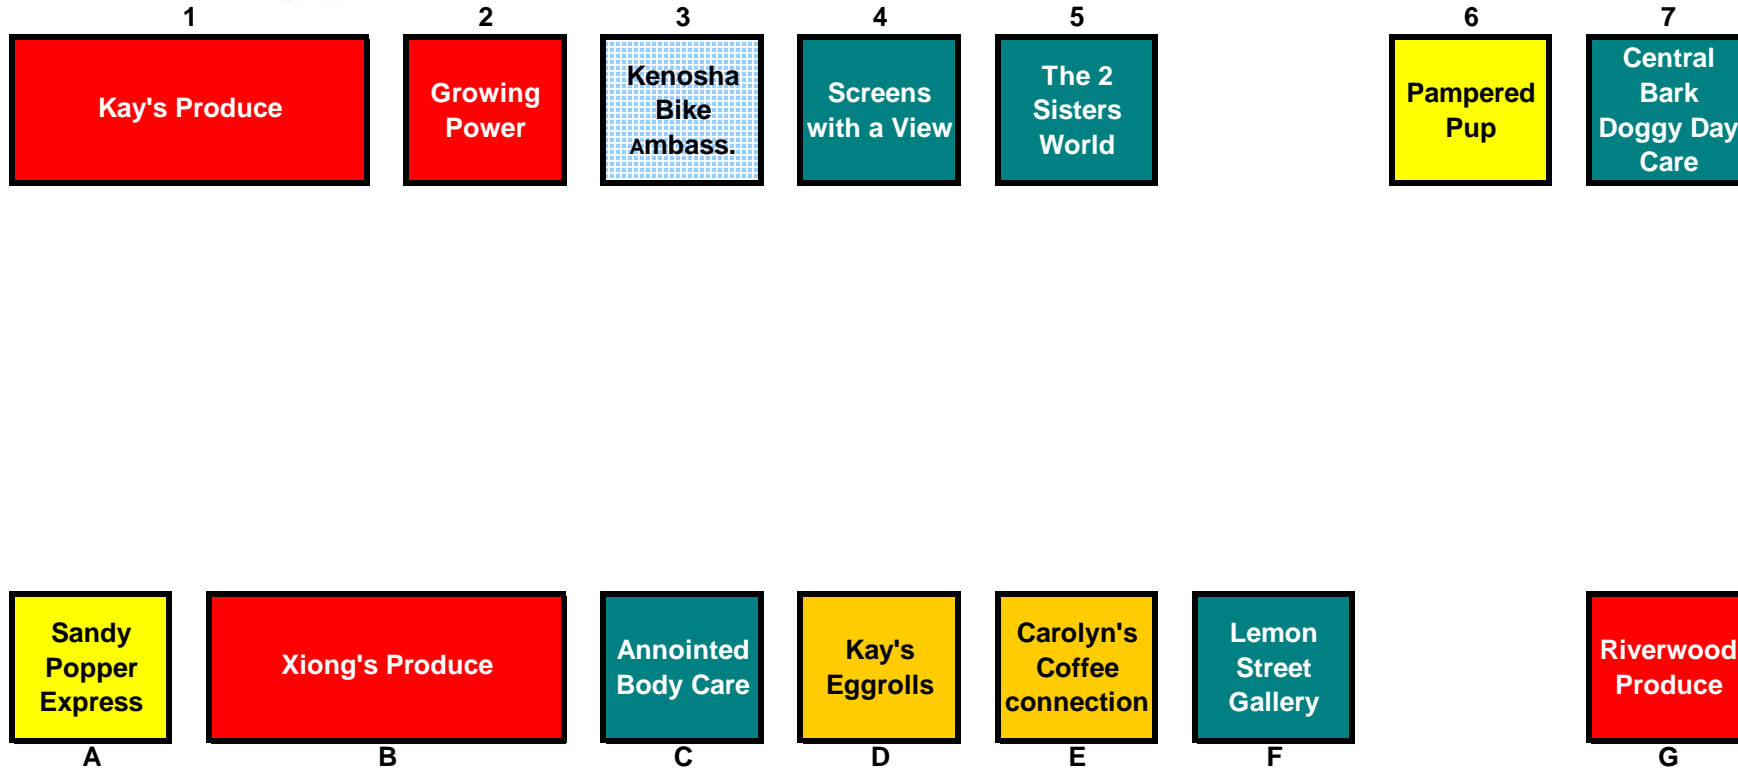 1 2 3 4 5 6 7
Kay's Produce
Growing
Power
Kenosha
Bike
Ambass.
Screens
with a View
The 2
Sisters
World
Pampered
Pup
Central
Bark
Doggy Day
Care
Sandy
Popper
Express
Xiong's Produce
Annointed
Body Care
Kay's
Eggrolls
Carolyn's
Coffee
connection
Lemon
Street
Gallery
Riverwood
Produce
A B C D E F G